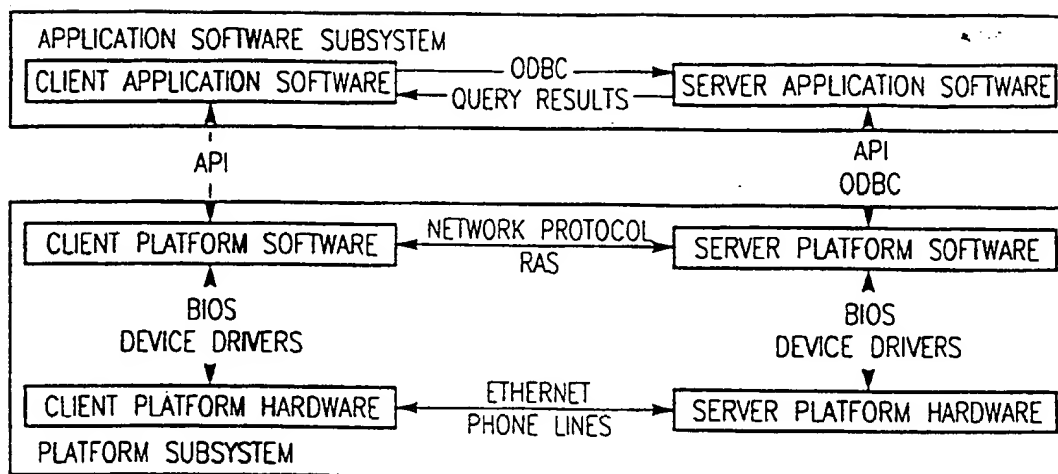 APPLICATION SOFTWARE SUBSYSTEM
CLIENT APPLICATION SOFTWARE
ODBC
QUERY RESULTS
SERVER APPLICATION SOFTWARE
API
API
ODBC
CLIENT PLATFORM SOFTWARE
NETWORK PROTOCOL
RAS
SERVER PLATFORM SOFTWARE
BIOS
DEVICE DRIVERS
BIOS
DEVICE DRIVERS
CLIENT PLATFORM HARDWARE
ETHERNET
PHONE LINES
SERVER PLATFORM HARDWARE
PLATFORM SUBSYSTEM